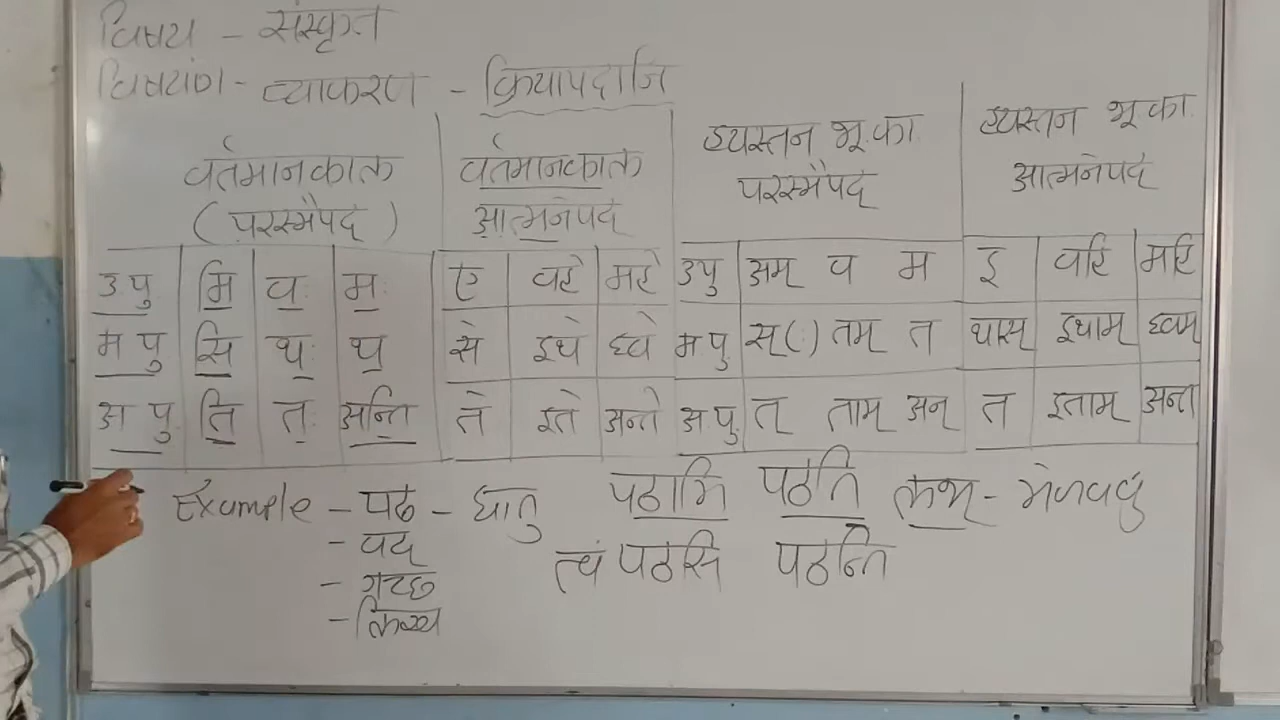 विषय - संस्कृत
विषयांग - व्याकरण - क्रियापदानि
वर्तमानकाल वर्तमानकाल ह्यस्तन भू.का. ह्यस्तन भू.का.
(परस्मैपद) आत्मनेपद परस्मैपद आत्मनेपद
उ पु मि वः मः ए वहे महे उ पु अम् व म इ वहि महि
म पु सि थः थ से इथे ध्वे म पु स्(ः) तम् त थास् इथाम् ध्वम्
अ पु ति तः अन्ति ते इते अन्ते अ पु. त् ताम् अन् त इताम् अन्त
Example - पठ - धातु पठामि पठति लभ् - मेळववु
- वद् त्वं पठसि पठन्ति
- गच्छ
- लिख्य